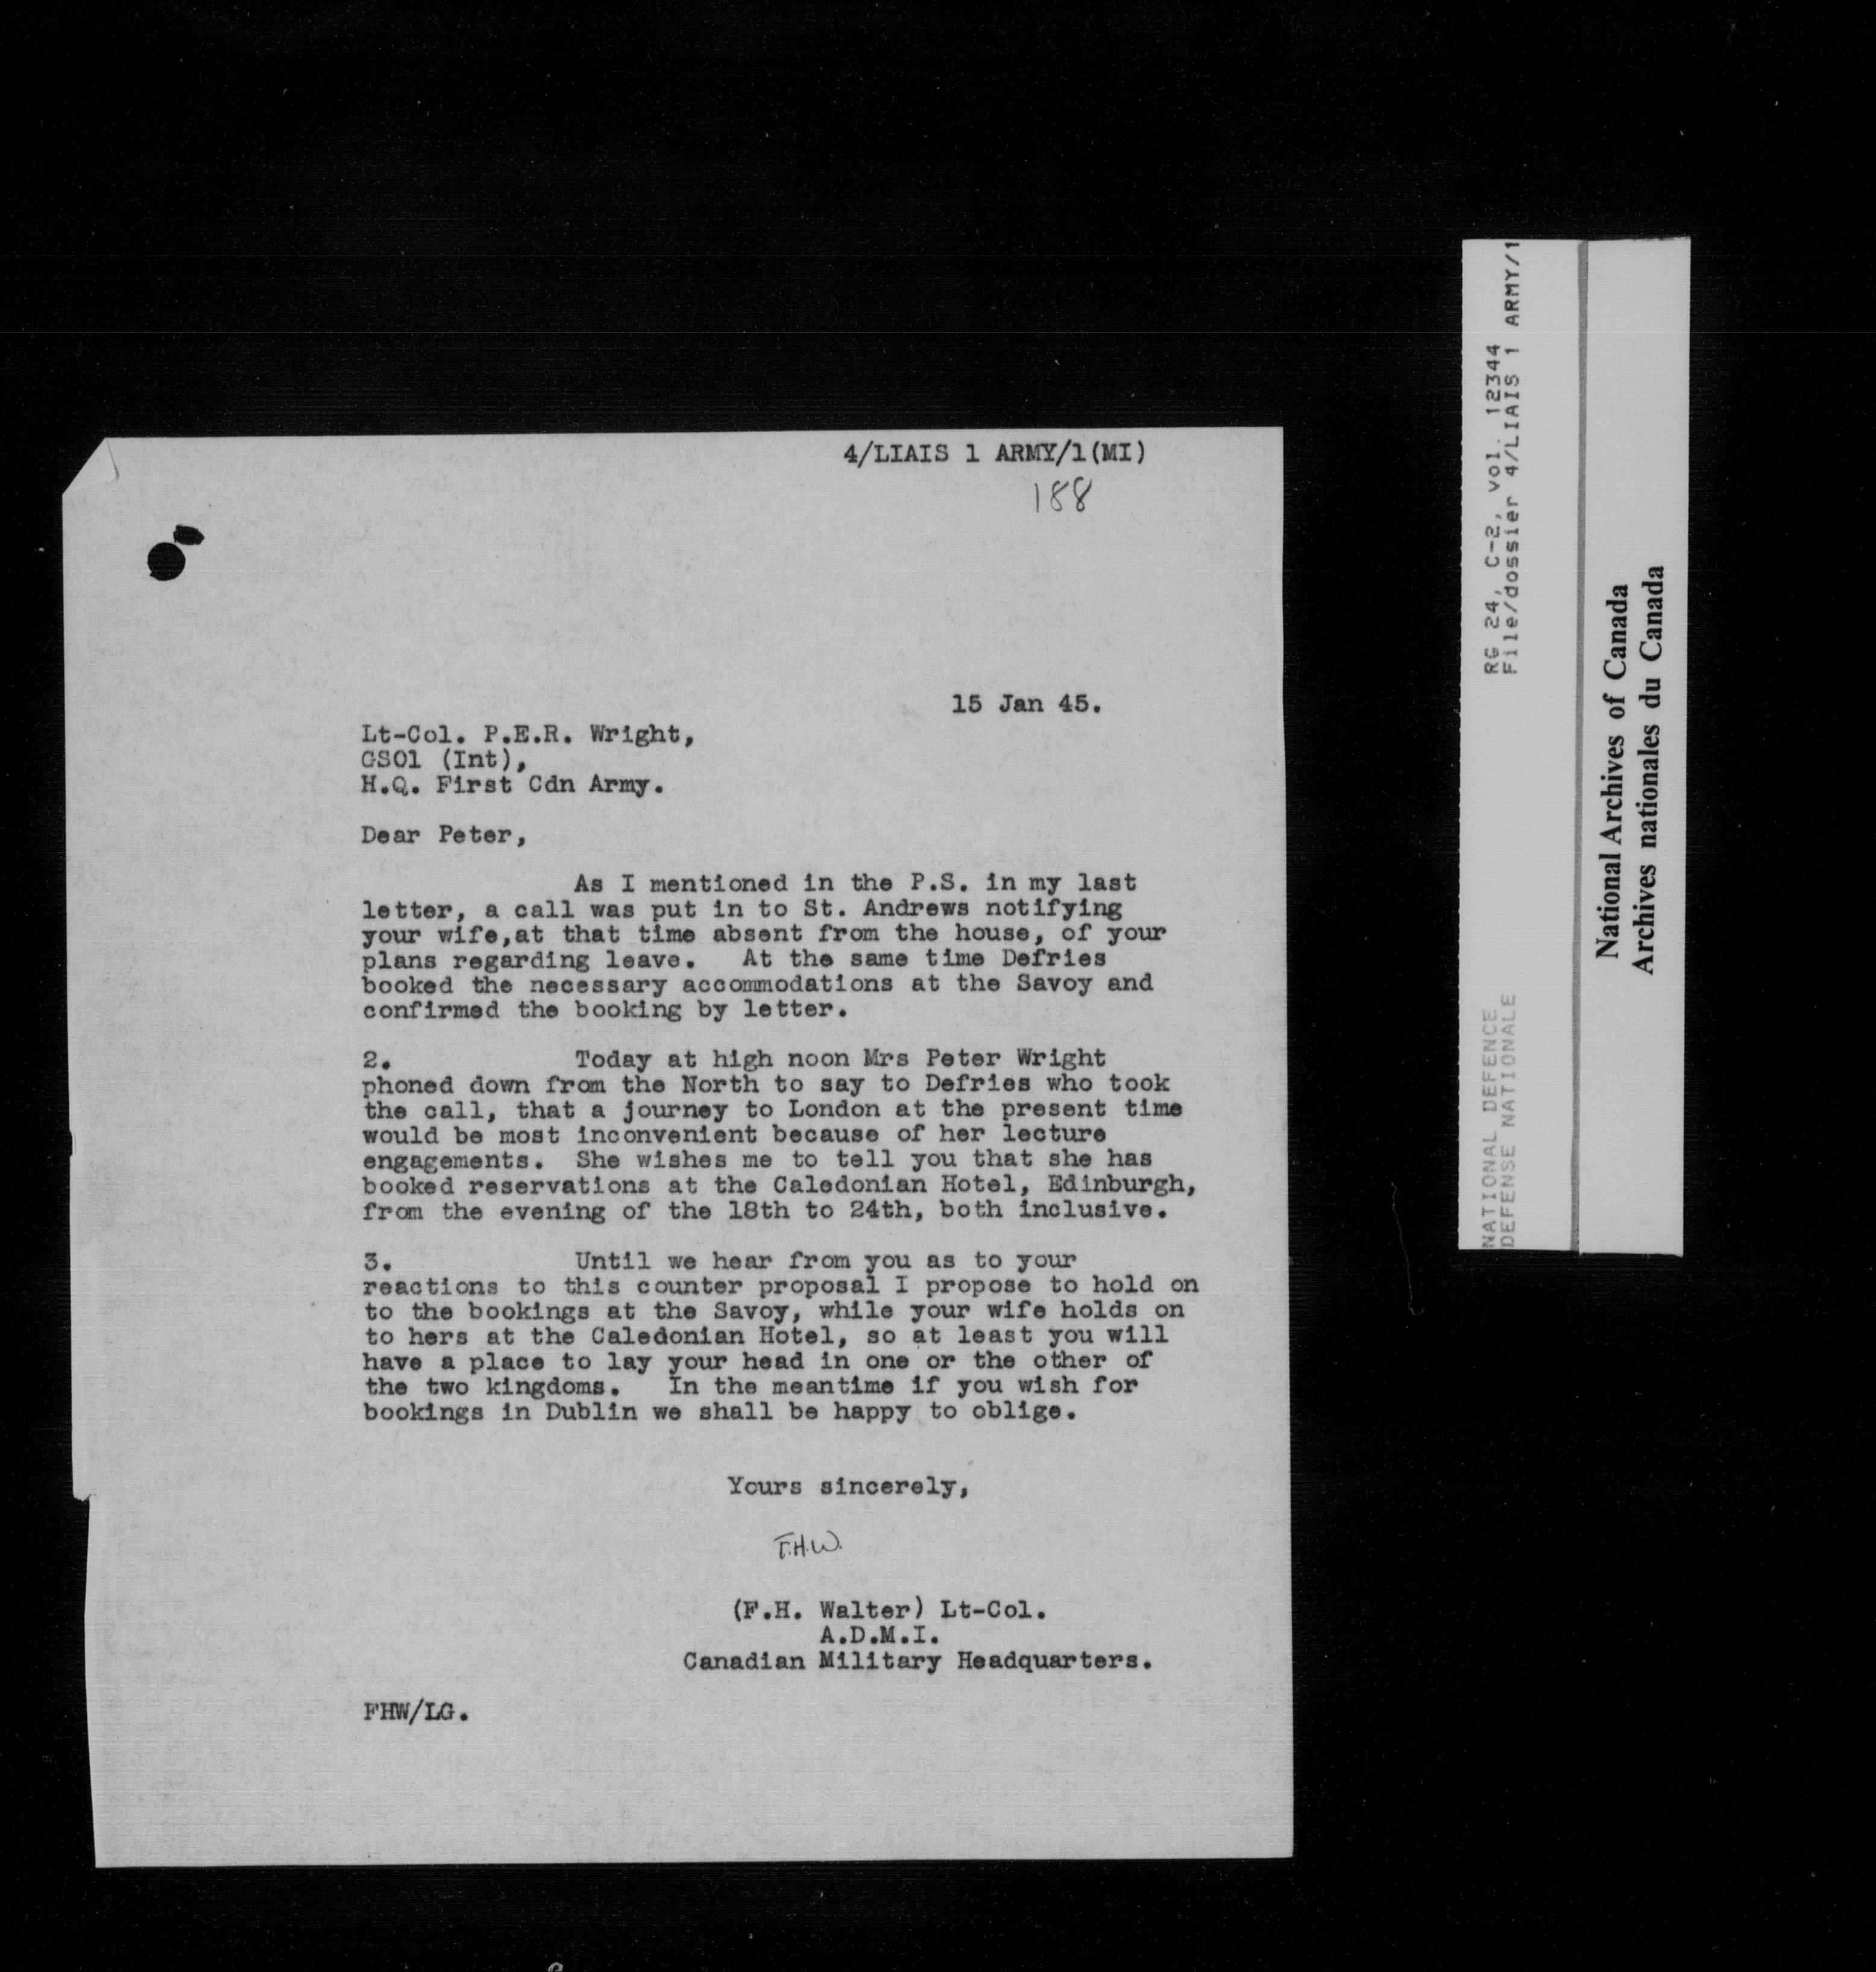 4/LIAIS 1 ARMY/1(MI)
188
15 Jan 45.
Lt-Col. P.E.R. Wright,
GSO1 (Int),
H.Q. First Cdn Army.
Dear Peter,
As I mentioned in the P.S. in my last
letter, a call was put in to St. Andrews notifying
your wife,at that time absent from the house, of your
plans regarding leave. At the same time Defries
booked the necessary accommodations at the Savoy and
confirmed the booking by letter.
2. Today at high noon Mrs Peter Wright
phoned down from the North to say to Defries who took
the call, that a journey to London at the present time
would be most inconvenient because of her lecture
engagements. She wishes me to tell you that she has
booked reservations at the Caledonian Hotel, Edinburgh,
from the evening of the 18th to 24th, both inclusive.
3. Until we hear from you as to your
reactions to this counter proposal I propose to hold on
to the bookings at the Savoy, while your wife holds on
to hers at the Caledonian Hotel, so at least you will
have a place to lay your head in one or the other of
the two kingdoms. In the meantime if you wish for
bookings in Dublin we shall be happy to oblige.
Yours sincerely,
F.H.W.
(F.H. Walter) Lt-Col.
A.D.M.I.
Canadian Military Headquarters.
FHW/LG.
NATIONAL DEFENCE
DEFENSE NATIONALE
RG 24, C-2, vol. 12344
File/dossier 4/LIAIS 1 ARMY/1
National Archives of Canada
Archives nationales du Canada